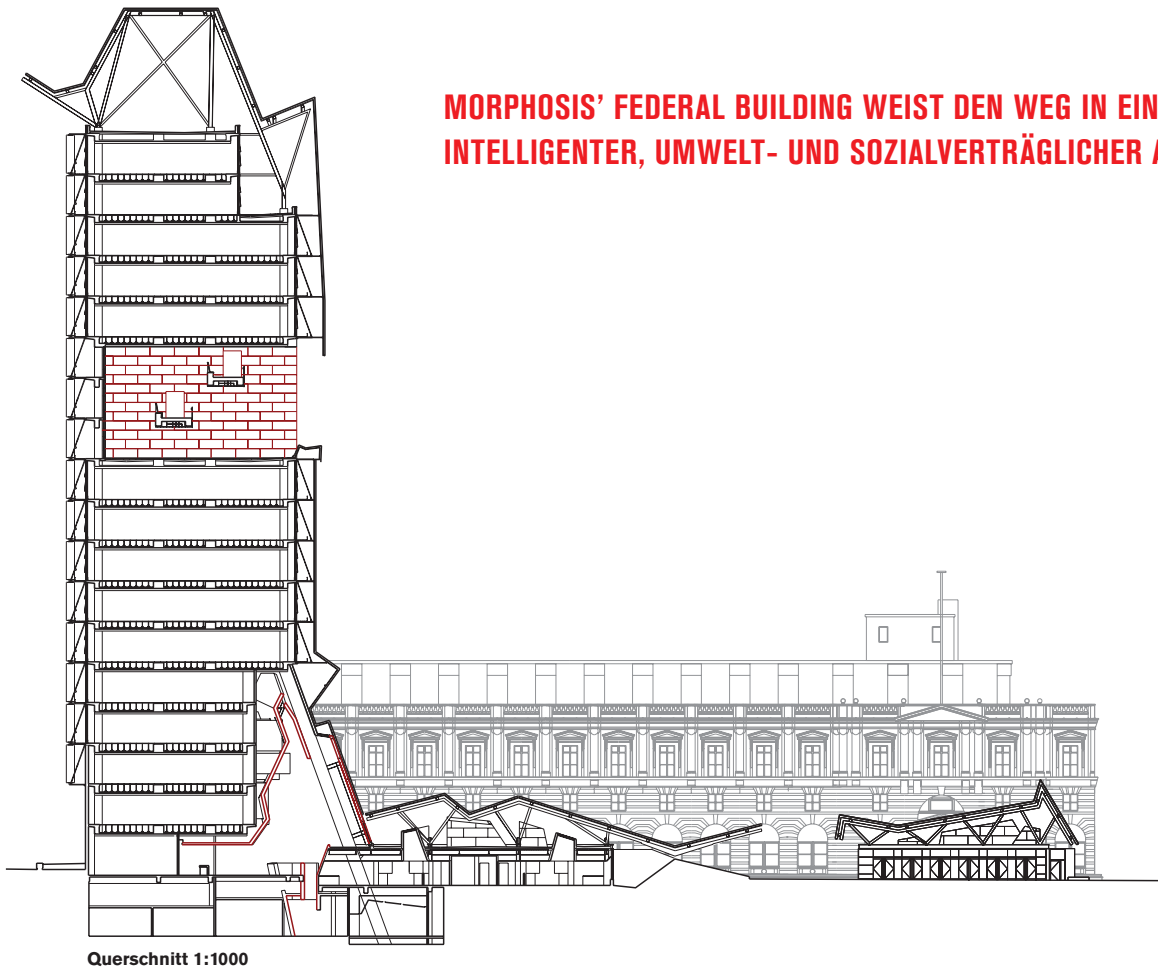 MORPHOSIS’ FEDERAL BUILDING WEIST DEN WEG IN EIN
INTELLIGENTER, UMWELT- UND SOZIALVERTRÄGLICHER A
Querschnitt 1:1000